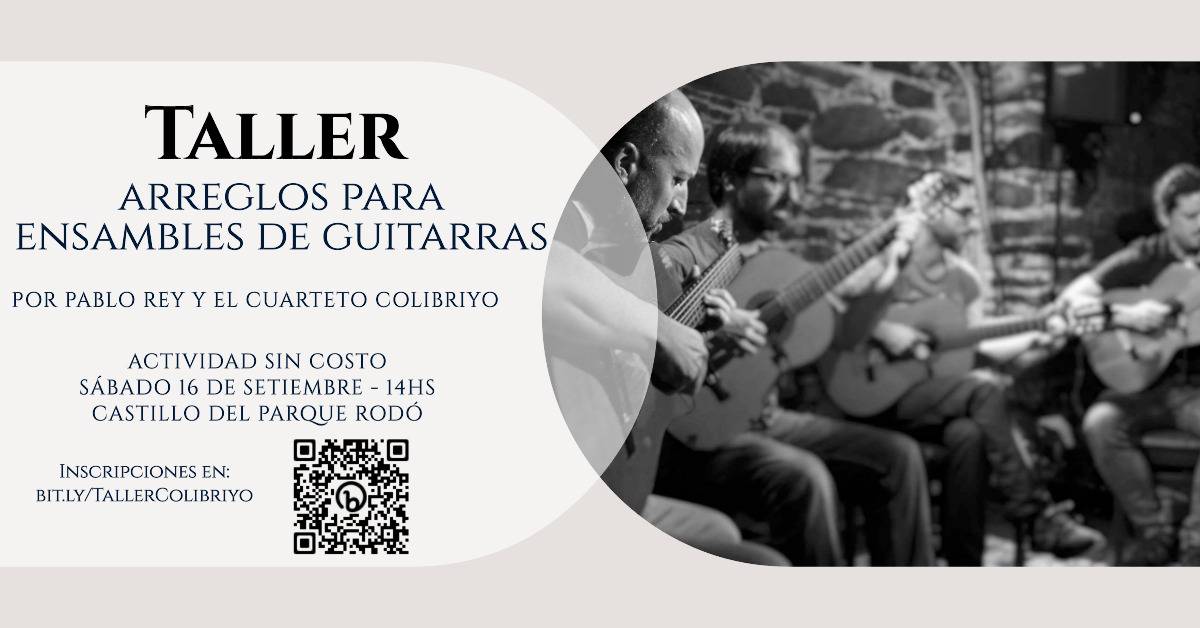 Taller
ARREGLOS PARA
ENSAMBLES DE GUITARRAS
POR PABLO REY Y EL CUARTETO COLIBRIYO
ACTIVIDAD SIN COSTO
SÁBADO 16 DE SETIEMBRE - 14HS
CASTILLO DEL PARQUE RODÓ
Inscripciones en:
bit.ly/TallerColibriyo